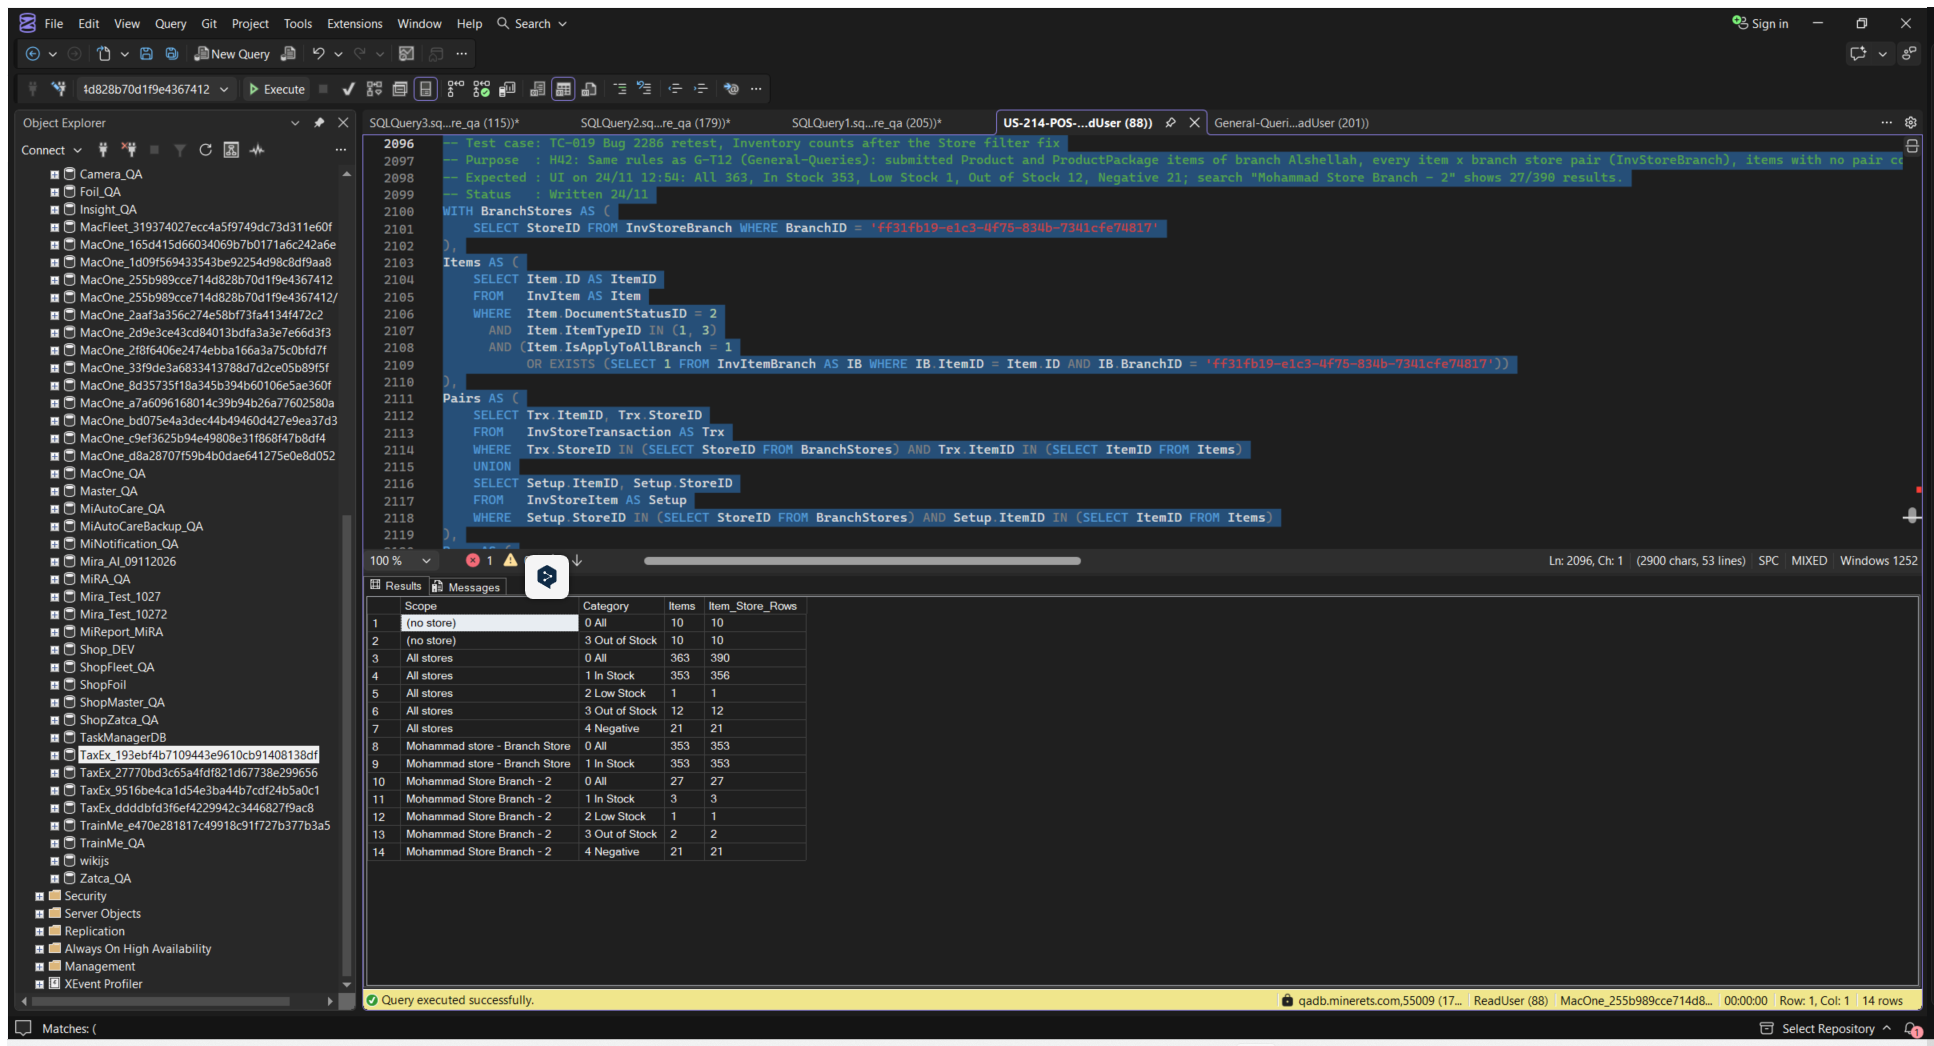 File Edit View Query Git Project Tools Extensions Window Help Search Sign in
New Query
4d828b70d1f9e4367412 Execute
Object Explorer
Connect
Camera_QA
Foil_QA
Insight_QA
MacFleet_319374027ecc4a5f9749dc73d311e60f
MacOne_165d415d66034069b7b0171a6c242a6e
MacOne_1d09f569433543be92254d98c8df9aa8
MacOne_255b989cce714d828b70d1f9e4367412
MacOne_255b989cce714d828b70d1f9e4367412/
MacOne_2aaf3a356c274e58bf73fa4134f472c2
MacOne_2d9e3ce43cd84013bdfa3a3e7e66d3f3
MacOne_2f8f6406e2474ebba166a3a75c0bfd7f
MacOne_33f9de3a6833413788d7d2ce05b89f5f
MacOne_8d35735f18a345b394b60106e5ae360f
MacOne_a7a6096168014c39b94b26a77602580a
MacOne_bd075e4a3dec44b49460d427e9ea37d3
MacOne_c9ef3625b94e49808e31f868f47b8df4
MacOne_d8a28707f59b4b0dae641275e0e8d052
MacOne_QA
Master_QA
MiAutoCare_QA
MiAutoCareBackup_QA
MiNotification_QA
Mira_AI_09112026
MiRA_QA
Mira_Test_1027
Mira_Test_10272
MiReport_MiRA
Shop_DEV
ShopFleet_QA
ShopFoil
ShopMaster_QA
ShopZatca_QA
TaskManagerDB
TaxEx_193ebf4b7109443e9610cb91408138df
TaxEx_27770bd3c65a4fdf821d67738e299656
TaxEx_9516be4ca1d54e3ba44b7cdf24b5a0c1
TaxEx_ddddbfd3f6ef4229942c3446827f9ac8
TrainMe_e470e281817c49918c91f727b377b3a5
TrainMe_QA
wikijs
Zatca_QA
Security
Server Objects
Replication
Always On High Availability
Management
XEvent Profiler
SQLQuery3.sq...re_qa (115))* SQLQuery2.sq...re_qa (179))* SQLQuery1.sq...re_qa (205))* US-214-POS-...dUser (88)) General-Queri...adUser (201))
2096 -- Test case: TC-019 Bug 2286 retest, Inventory counts after the Store filter fix
2097 -- Purpose : H42: Same rules as G-T12 (General-Queries): submitted Product and ProductPackage items of branch Alshellah, every item x branch store pair (InvStoreBranch), items with no pair co
2098 -- Expected : UI on 24/11 12:54: All 363, In Stock 353, Low Stock 1, Out of Stock 12, Negative 21; search "Mohammad Store Branch - 2" shows 27/390 results.
2099 -- Status : Written 24/11
2100 WITH BranchStores AS (
2101 SELECT StoreID FROM InvStoreBranch WHERE BranchID = 'ff31fb19-e1c3-4f75-834b-7341cfe74817'
2102 ),
2103 Items AS (
2104 SELECT Item.ID AS ItemID
2105 FROM InvItem AS Item
2106 WHERE Item.DocumentStatusID = 2
2107 AND Item.ItemTypeID IN (1, 3)
2108 AND (Item.IsApplyToAllBranch = 1
2109 OR EXISTS (SELECT 1 FROM InvItemBranch AS IB WHERE IB.ItemID = Item.ID AND IB.BranchID = 'ff31fb19-e1c3-4f75-834b-7341cfe74817'))
2110 ),
2111 Pairs AS (
2112 SELECT Trx.ItemID, Trx.StoreID
2113 FROM InvStoreTransaction AS Trx
2114 WHERE Trx.StoreID IN (SELECT StoreID FROM BranchStores) AND Trx.ItemID IN (SELECT ItemID FROM Items)
2115 UNION
2116 SELECT Setup.ItemID, Setup.StoreID
2117 FROM InvStoreItem AS Setup
2118 WHERE Setup.StoreID IN (SELECT StoreID FROM BranchStores) AND Setup.ItemID IN (SELECT ItemID FROM Items)
2119 ),
100 % 1 Ln: 2096, Ch: 1 (2900 chars, 53 lines) SPC MIXED Windows 1252
Results Messages
Scope Category Items Item_Store_Rows
1 (no store) 0 All 10 10
2 (no store) 3 Out of Stock 10 10
3 All stores 0 All 363 390
4 All stores 1 In Stock 353 356
5 All stores 2 Low Stock 1 1
6 All stores 3 Out of Stock 12 12
7 All stores 4 Negative 21 21
8 Mohammad store - Branch Store 0 All 353 353
9 Mohammad store - Branch Store 1 In Stock 353 353
10 Mohammad Store Branch - 2 0 All 27 27
11 Mohammad Store Branch - 2 1 In Stock 3 3
12 Mohammad Store Branch - 2 2 Low Stock 1 1
13 Mohammad Store Branch - 2 3 Out of Stock 2 2
14 Mohammad Store Branch - 2 4 Negative 21 21
Query executed successfully. qadb.minerets.com,55009 (17... ReadUser (88) MacOne_255b989cce714d8... 00:00:00 Row: 1, Col: 1 14 rows
Matches: ( Select Repository 1